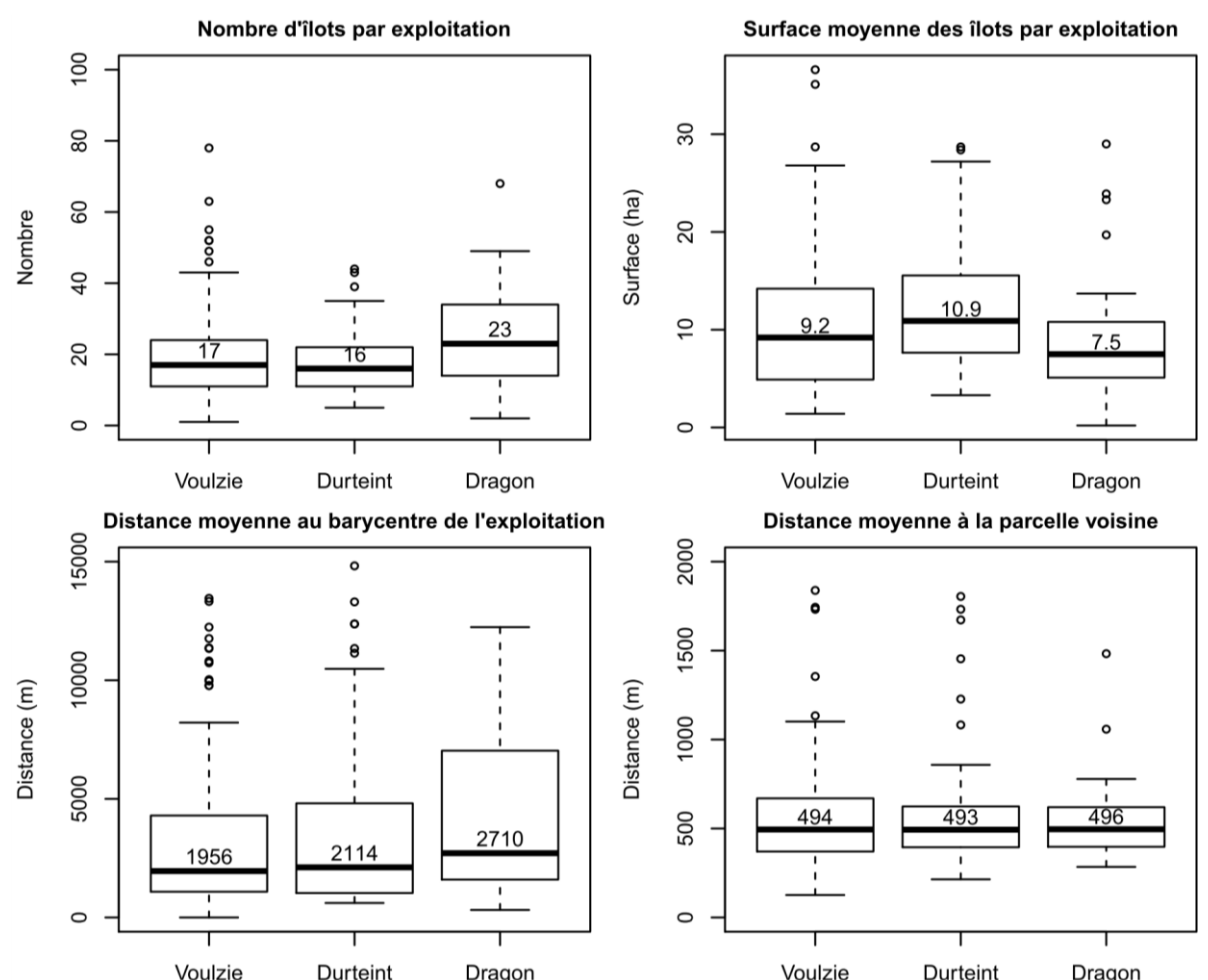 Nombre d'îlots par exploitation
Nombre
0
20
40
60
80
100
17
16
23
Voulzie Durteint Dragon
Surface moyenne des îlots par exploitation
Surface (ha)
0
10
20
30
9.2
10.9
7.5
Voulzie Durteint Dragon
Distance moyenne au barycentre de l'exploitation
Distance (m)
0
5000
10000
15000
1956
2114
2710
Voulzie Durteint Dragon
Distance moyenne à la parcelle voisine
Distance (m)
0
500
1000
1500
2000
494
493
496
Voulzie Durteint Dragon